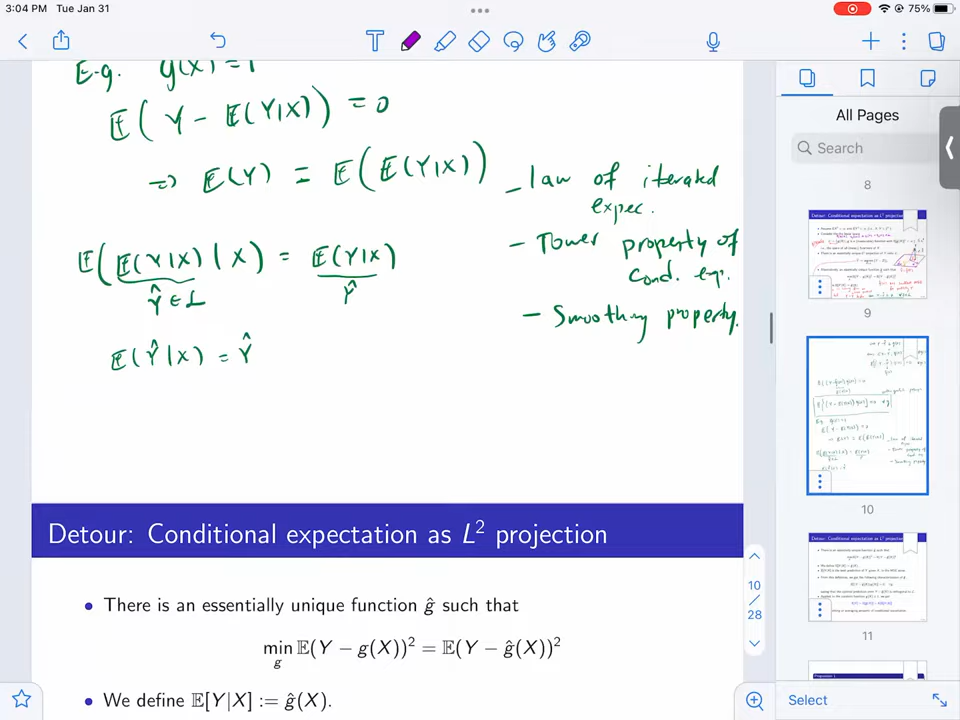 3:04 PM Tue Jan 31
75%
E.g. g(X) = 1
𝔼( Y - 𝔼(Y|X) ) = 0
⇒ 𝔼(Y) = 𝔼( 𝔼(Y|X) )
- law of iterated
expec.
- Tower property of
cond. exp.
- Smoothing property.
𝔼( 𝔼(Y|X) | X ) = 𝔼(Y|X)
Ŷ ∈ L Ŷ
𝔼( Ŷ | X ) = Ŷ
Detour: Conditional expectation as L² projection
• There is an essentially unique function ĝ such that
min_g 𝔼(Y − g(X))² = 𝔼(Y − ĝ(X))²
• We define 𝔼[Y|X] := ĝ(X).
10
/
28
All Pages
Search
8
9
10
11
Select